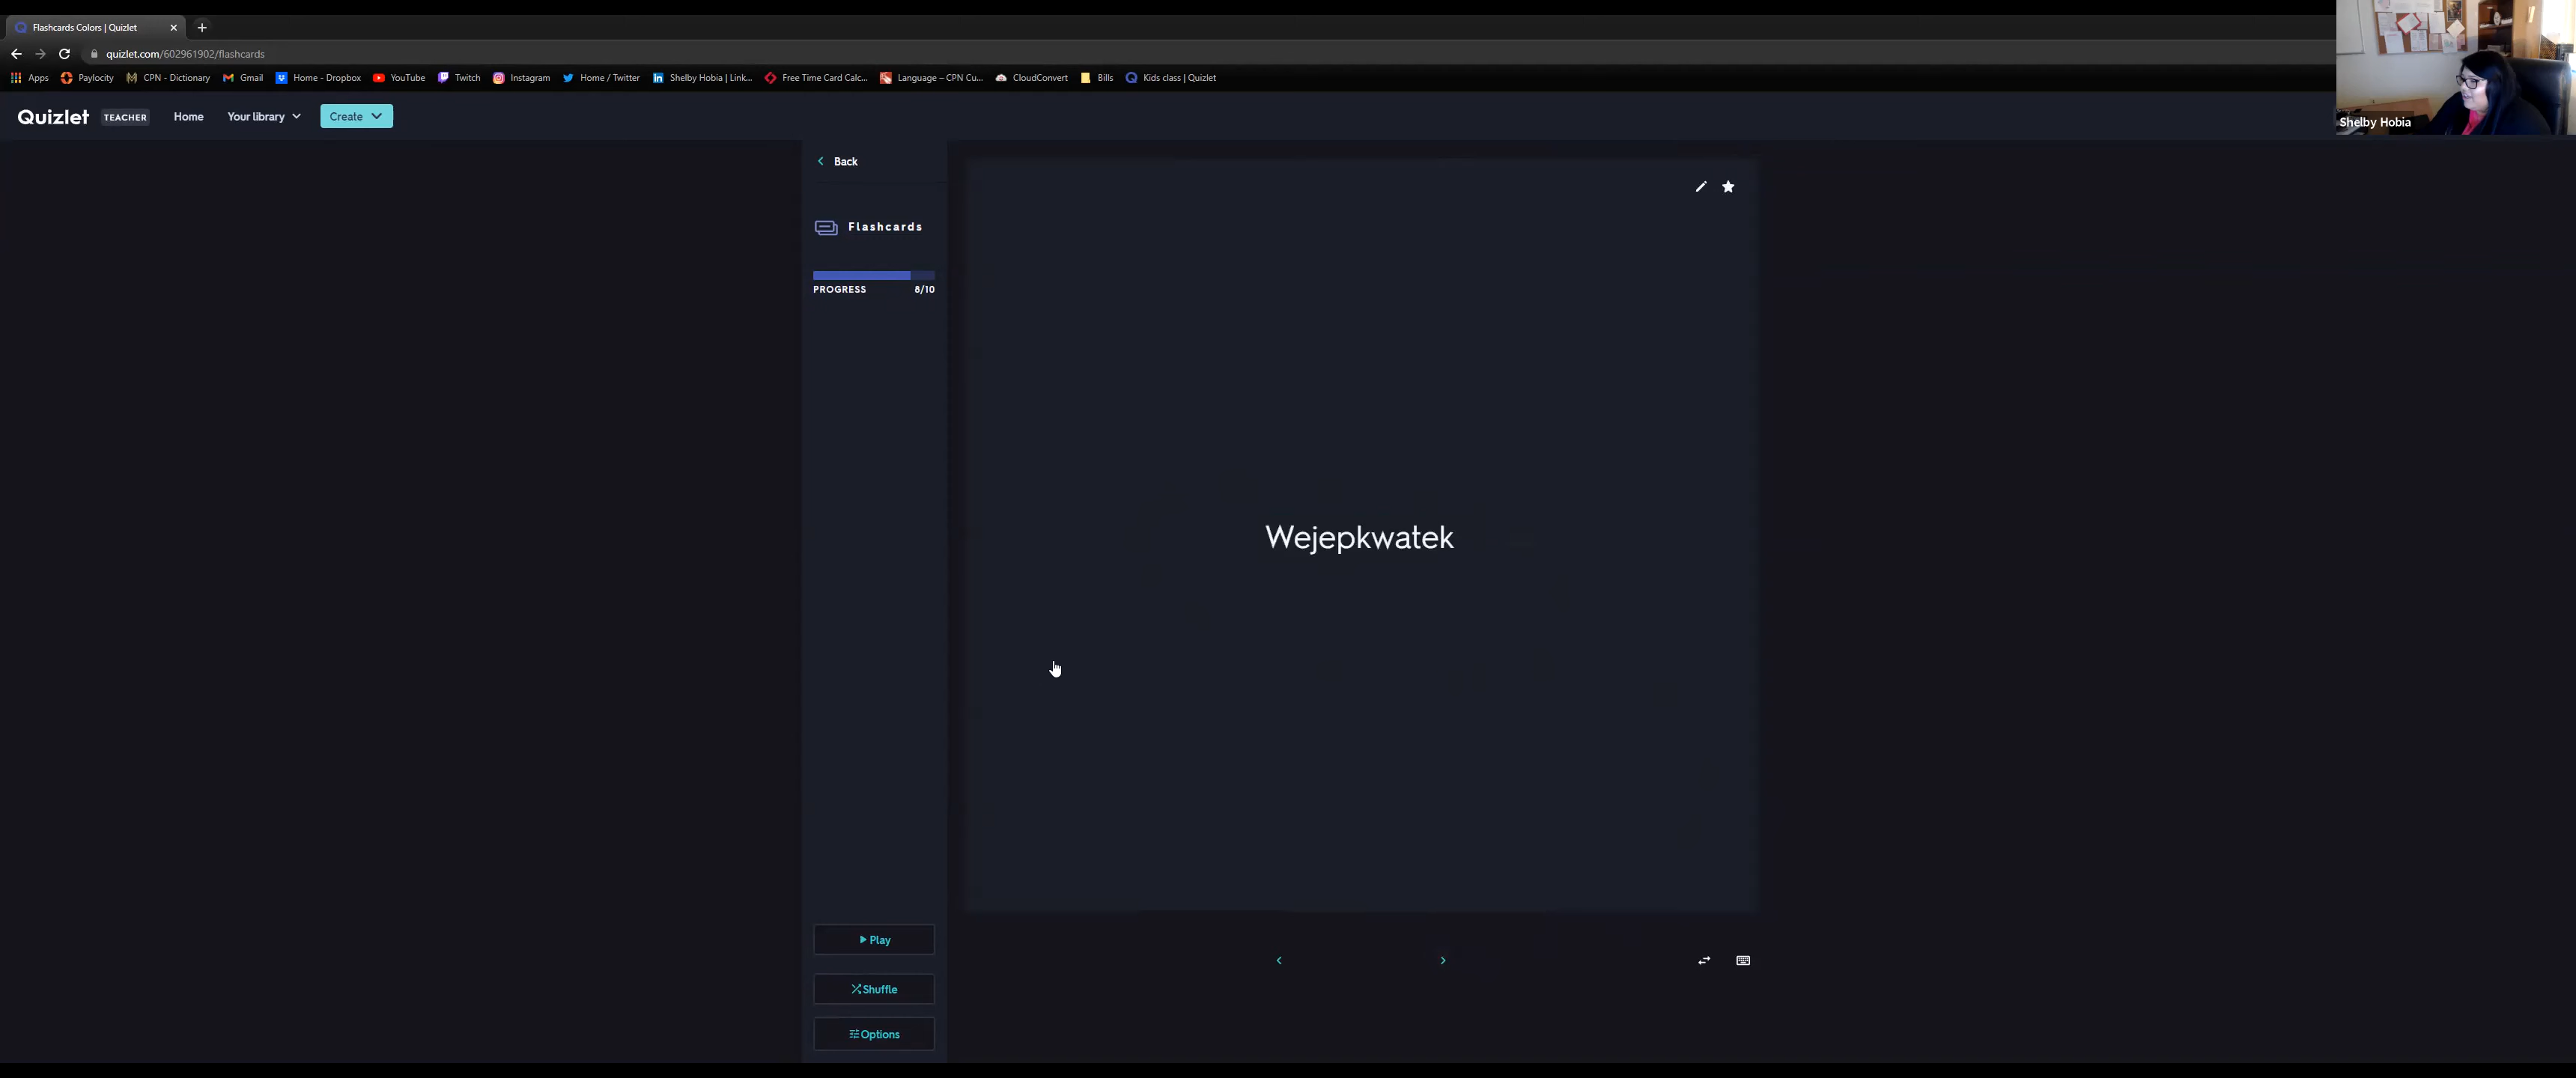 Flashcards Colors | Quizlet
quizlet.com/602961902/flashcards
Apps Paylocity CPN - Dictionary Gmail Home - Dropbox YouTube Twitch Instagram Home / Twitter Shelby Hobia | Link... Free Time Card Calc... Language – CPN Cu... CloudConvert Bills Kids class | Quizlet
Quizlet TEACHER Home Your library Create
Shelby Hobia
Back
Flashcards
PROGRESS 8/10
Wejepkwatek
Play
Shuffle
Options